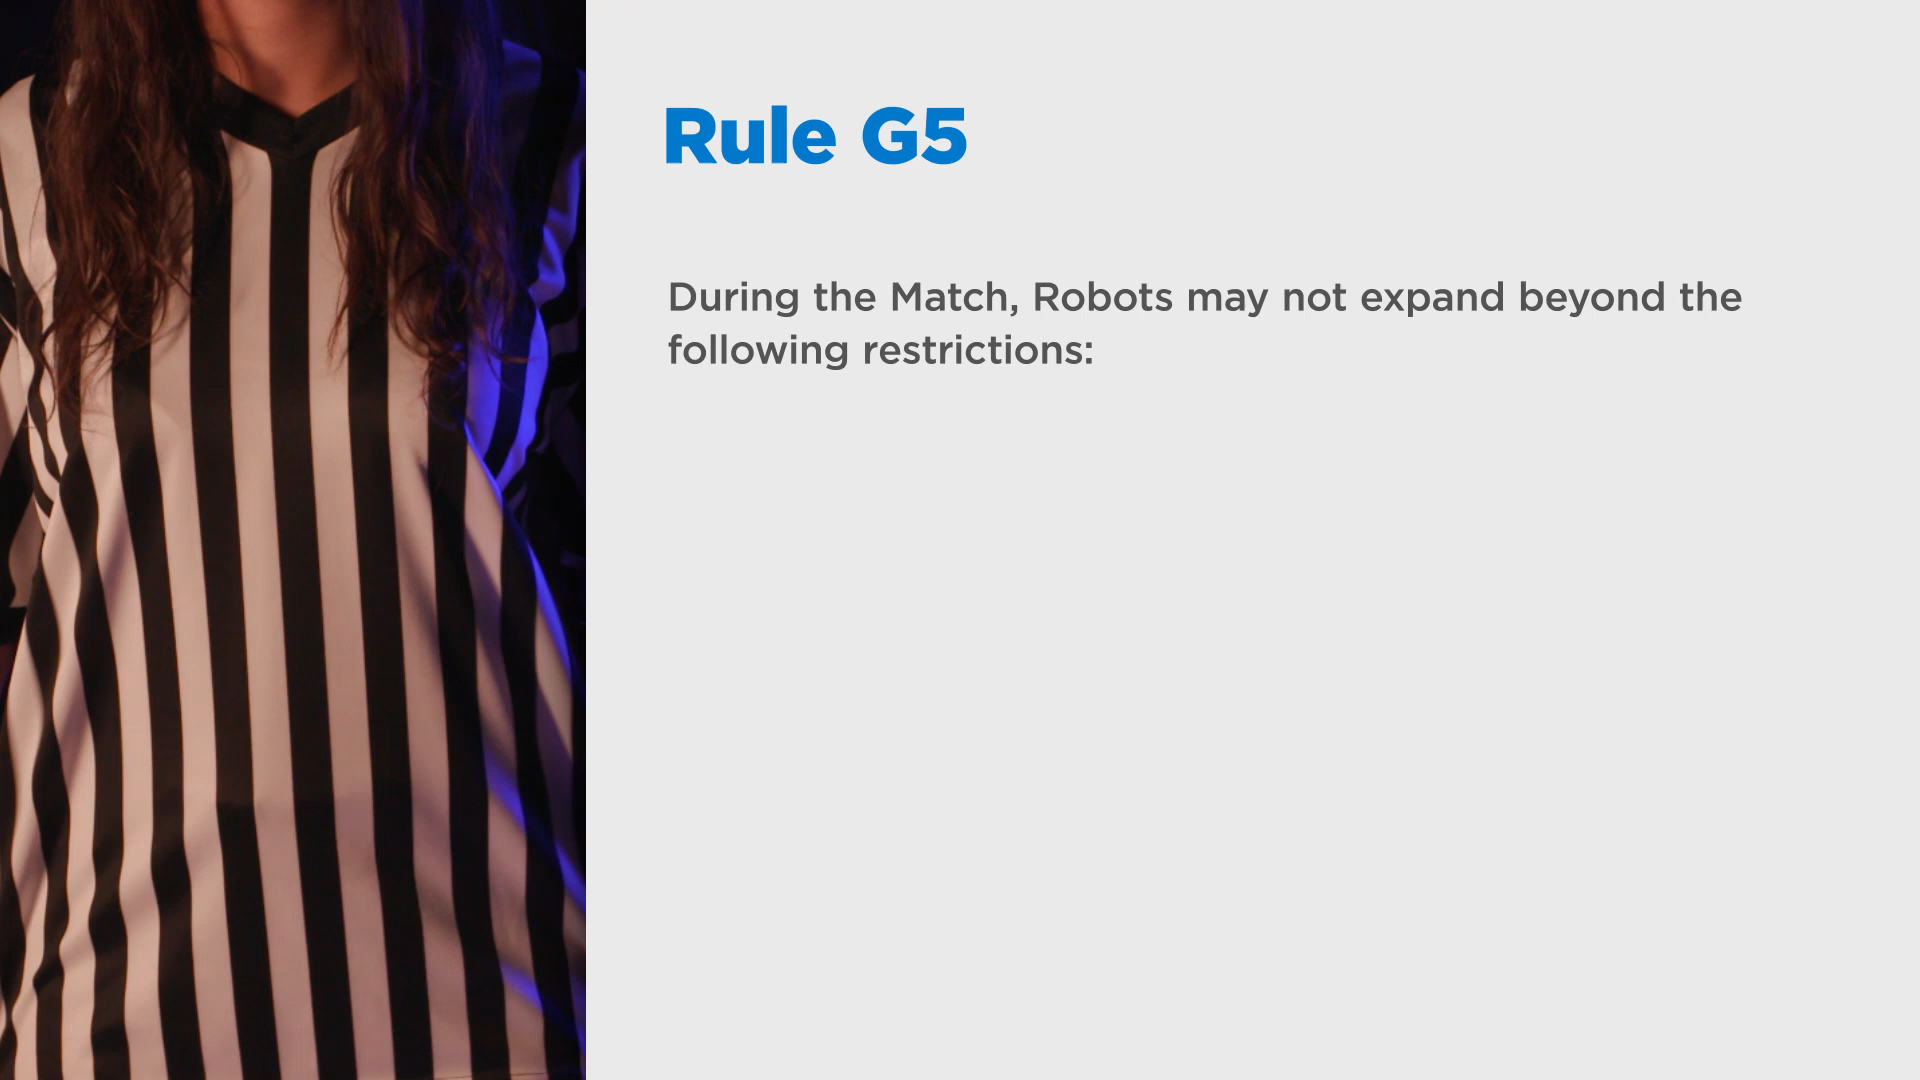 Rule G5
During the Match, Robots may not expand beyond the
following restrictions: